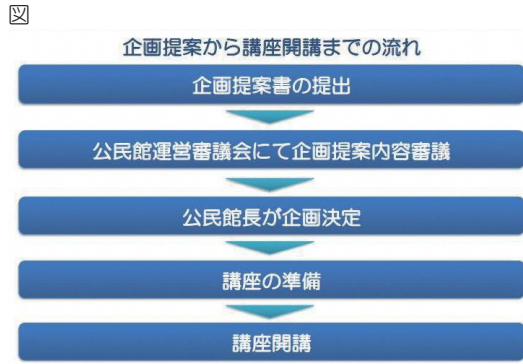 図
企画提案から講座開講までの流れ
企画提案書の提出
公民館運営審議会にて企画提案内容審議
公民館長が企画決定
講座の準備
講座開講